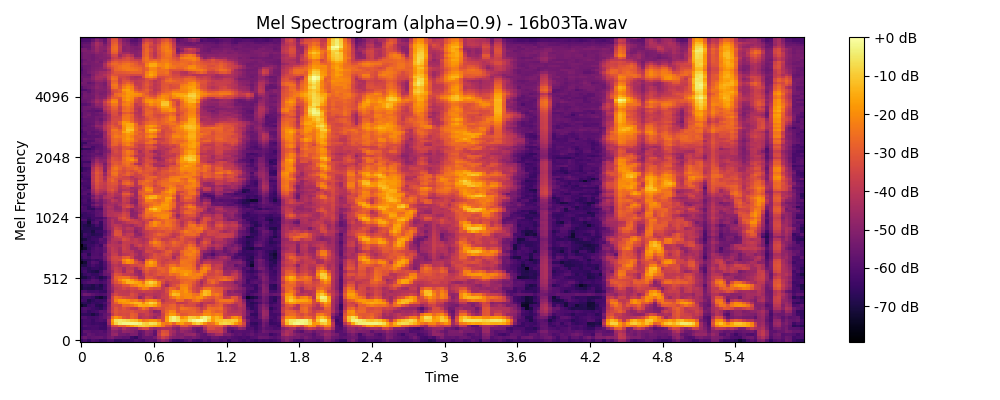 Mel Spectrogram (alpha=0.9) - 16b03Ta.wav
Mel Frequency
4096
2048
1024
512
0
0 0.6 1.2 1.8 2.4 3 3.6 4.2 4.8 5.4
Time
+0 dB
-10 dB
-20 dB
-30 dB
-40 dB
-50 dB
-60 dB
-70 dB